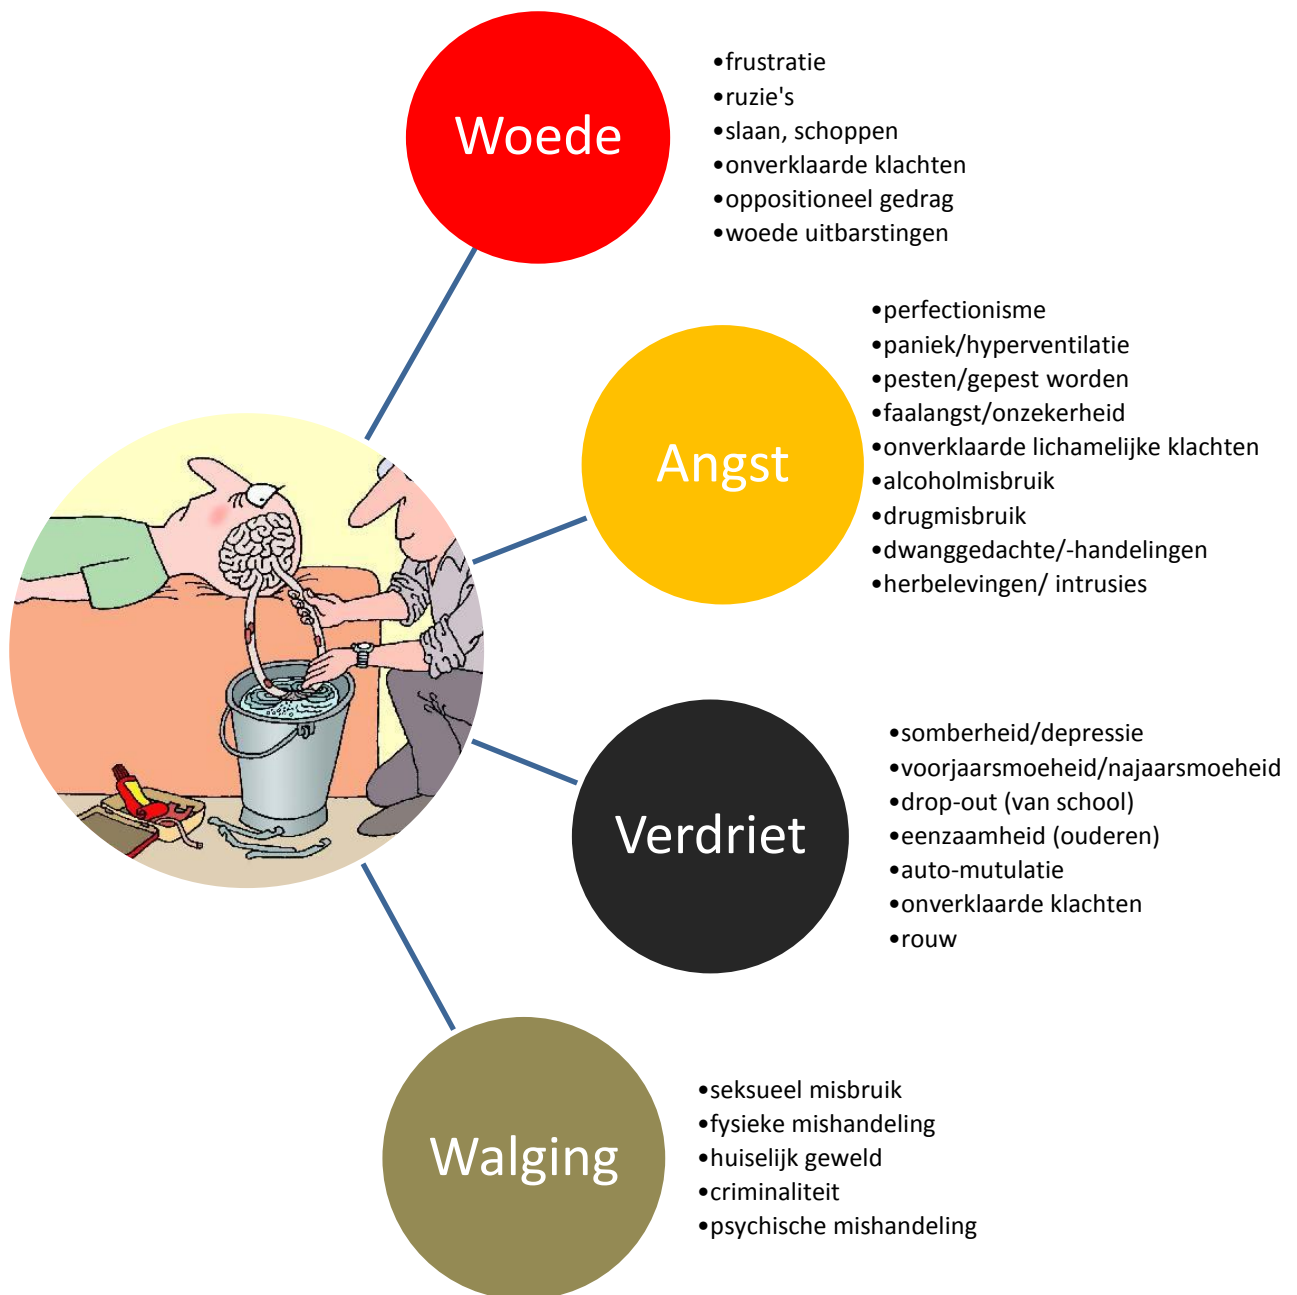 Woede
•frustratie
•ruzie's
•slaan, schoppen
•onverklaarde klachten
•oppositioneel gedrag
•woede uitbarstingen
Angst
•perfectionisme
•paniek/hyperventilatie
•pesten/gepest worden
•faalangst/onzekerheid
•onverklaarde lichamelijke klachten
•alcoholmisbruik
•drugmisbruik
•dwanggedachte/-handelingen
•herbelevingen/ intrusies
Verdriet
•somberheid/depressie
•voorjaarsmoeheid/najaarsmoeheid
•drop-out (van school)
•eenzaamheid (ouderen)
•auto-mutulatie
•onverklaarde klachten
•rouw
Walging
•seksueel misbruik
•fysieke mishandeling
•huiselijk geweld
•criminaliteit
•psychische mishandeling